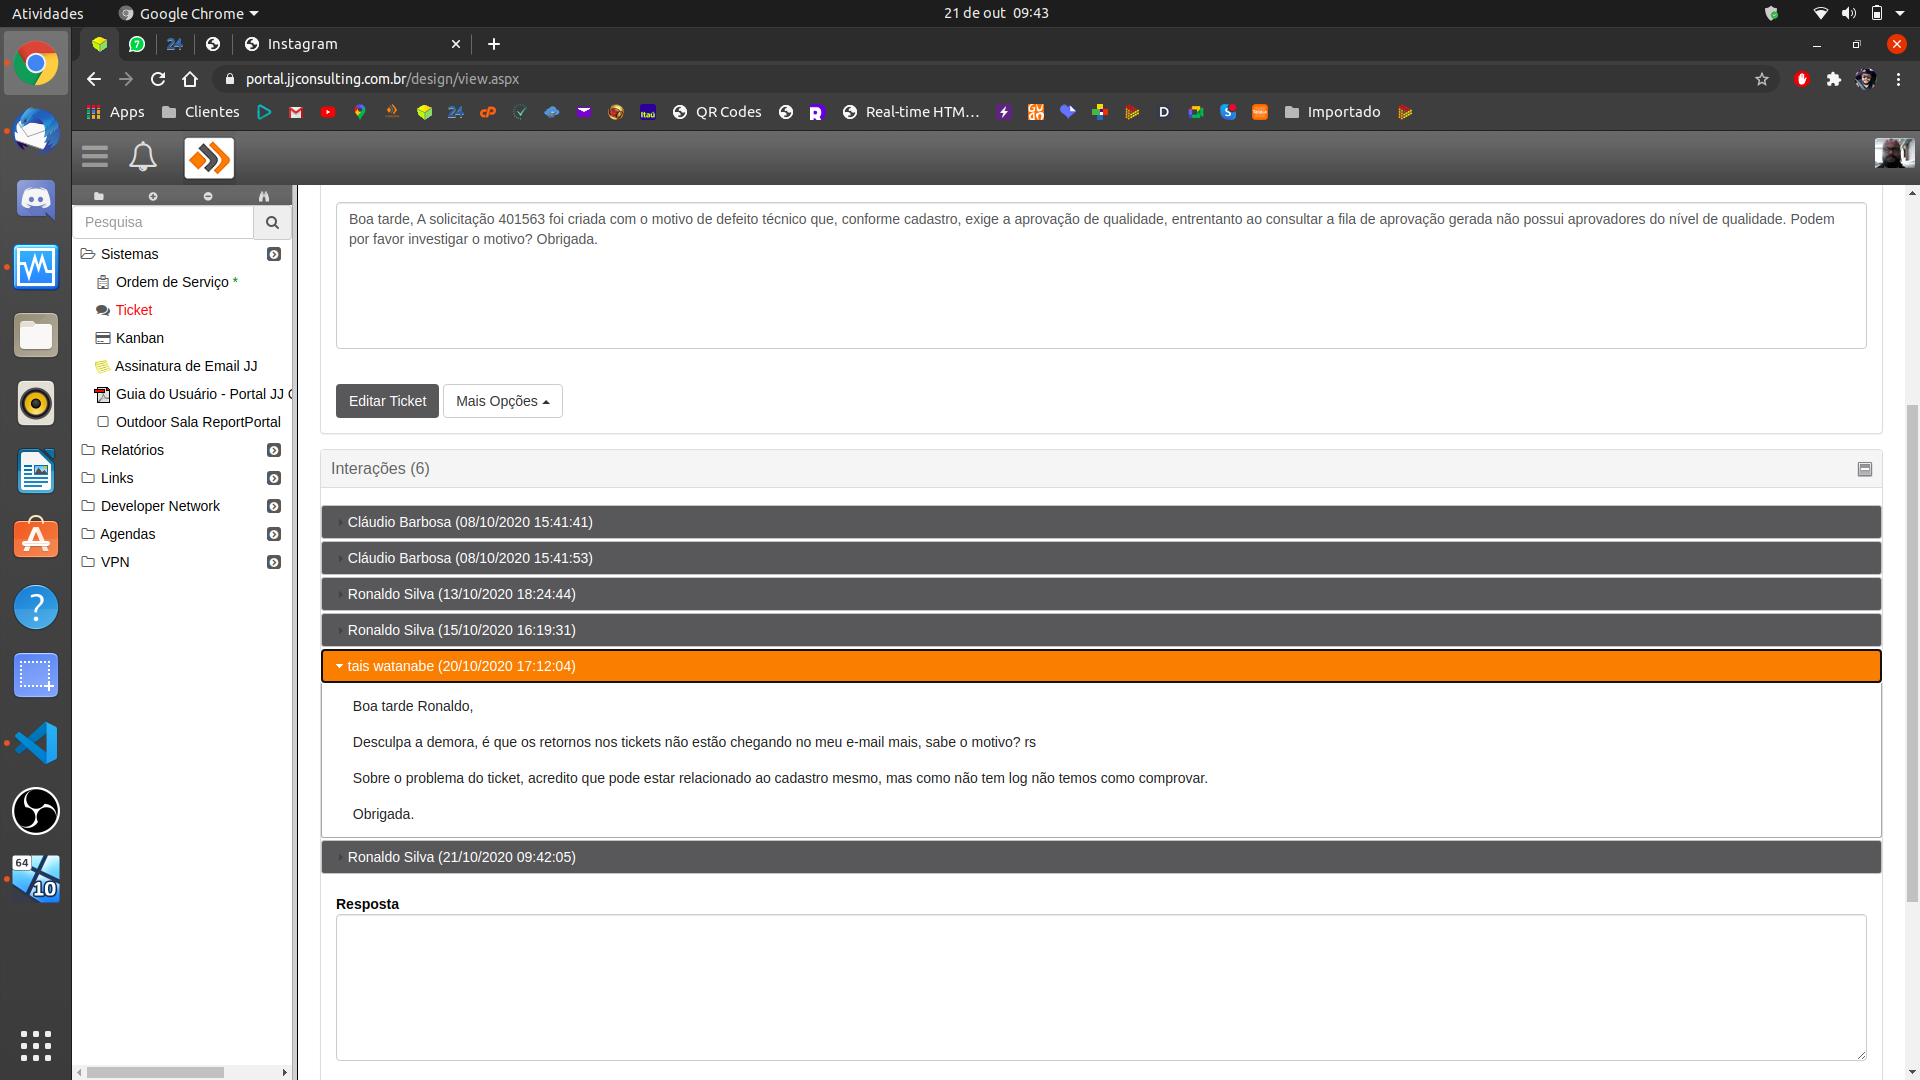 Atividades
Google Chrome
21 de out 09:43
24
Instagram
portal.jjconsulting.com.br/design/view.aspx
Apps
Clientes
24
QR Codes
Real-time HTM...
Importado
Pesquisa
Sistemas
Ordem de Serviço *
Ticket
Kanban
Assinatura de Email JJ
Guia do Usuário - Portal JJ C
Outdoor Sala ReportPortal
Relatórios
Links
Developer Network
Agendas
VPN
Boa tarde, A solicitação 401563 foi criada com o motivo de defeito técnico que, conforme cadastro, exige a aprovação de qualidade, entrentanto ao consultar a fila de aprovação gerada não possui aprovadores do nível de qualidade. Podem
por favor investigar o motivo? Obrigada.
Editar Ticket
Mais Opções
Interações (6)
Cláudio Barbosa (08/10/2020 15:41:41)
Cláudio Barbosa (08/10/2020 15:41:53)
Ronaldo Silva (13/10/2020 18:24:44)
Ronaldo Silva (15/10/2020 16:19:31)
tais watanabe (20/10/2020 17:12:04)
Boa tarde Ronaldo,
Desculpa a demora, é que os retornos nos tickets não estão chegando no meu e-mail mais, sabe o motivo? rs
Sobre o problema do ticket, acredito que pode estar relacionado ao cadastro mesmo, mas como não tem log não temos como comprovar.
Obrigada.
Ronaldo Silva (21/10/2020 09:42:05)
Resposta
64
10